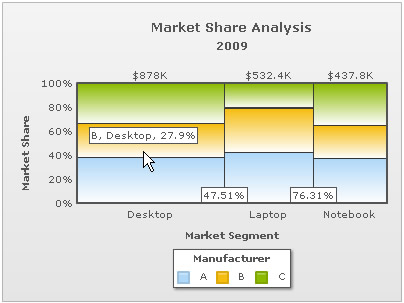 Market Share Analysis
2009
$878K $532.4K $437.8K
100%
80%
60%
40%
20%
0%
Market Share
B, Desktop, 27.9%
47.51% 76.31%
Desktop Laptop Notebook
Market Segment
Manufacturer
A B C